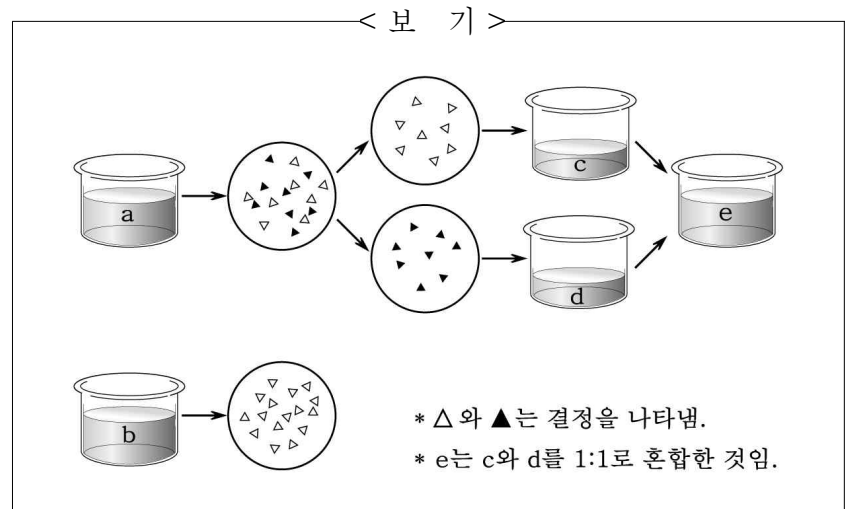 < 보 기 >
a
c
d
e
b
* △와 ▲는 결정을 나타냄.
* e는 c와 d를 1:1로 혼합한 것임.